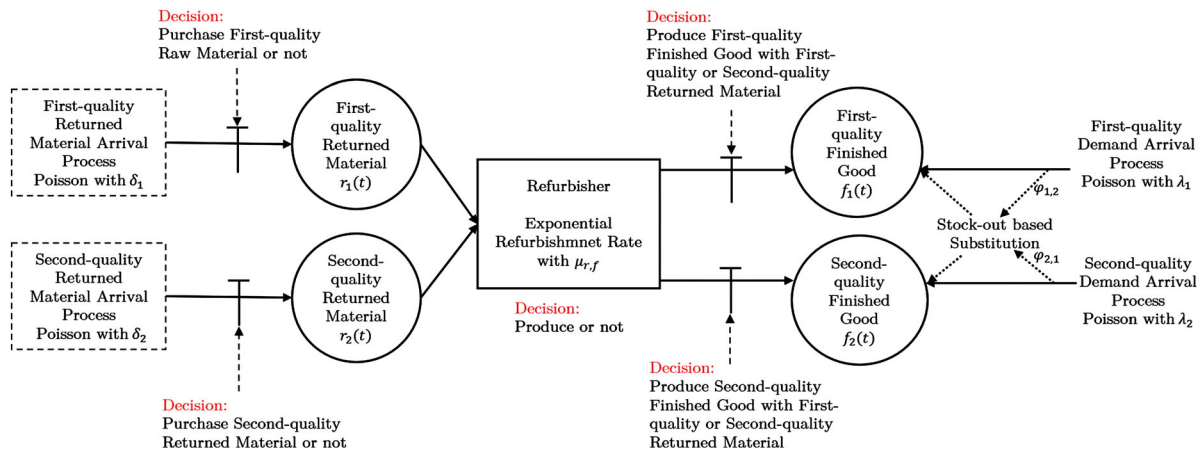 Decision:
Purchase First-quality
Raw Material or not
First-quality
Returned
Material Arrival
Process
Poisson with δ1
First-
quality
Returned
Material
r1(t)
Second-quality
Returned
Material Arrival
Process
Poisson with δ2
Second-
quality
Returned
Material
r2(t)
Decision:
Purchase Second-quality
Returned Material or not
Refurbisher
Exponential
Refurbishmnet Rate
with μr,f
Decision:
Produce or not
Decision:
Produce First-quality
Finished Good with First-
quality or Second-quality
Returned Material
First-
quality
Finished
Good
f1(t)
Second-
quality
Finished
Good
f2(t)
Decision:
Produce Second-quality
Finished Good with First-
quality or Second-quality
Returned Material
φ1,2
Stock-out based
Substitution
φ2,1
First-quality
Demand Arrival
Process
Poisson with λ1
Second-quality
Demand Arrival
Process
Poisson with λ2